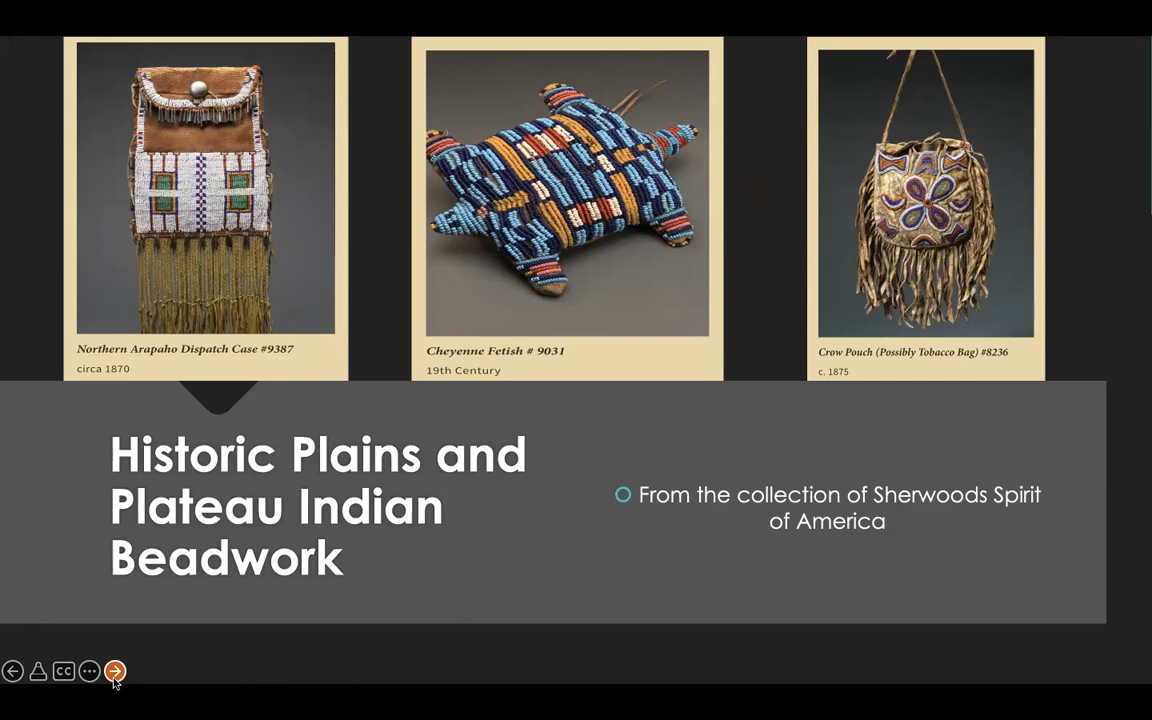 Northern Arapaho Dispatch Case #9387
circa 1870
Cheyenne Fetish # 9031
19th Century
Crow Pouch (Possibly Tobacco Bag) #8236
c. 1875
Historic Plains and
Plateau Indian
Beadwork
From the collection of Sherwoods Spirit
of America
CC